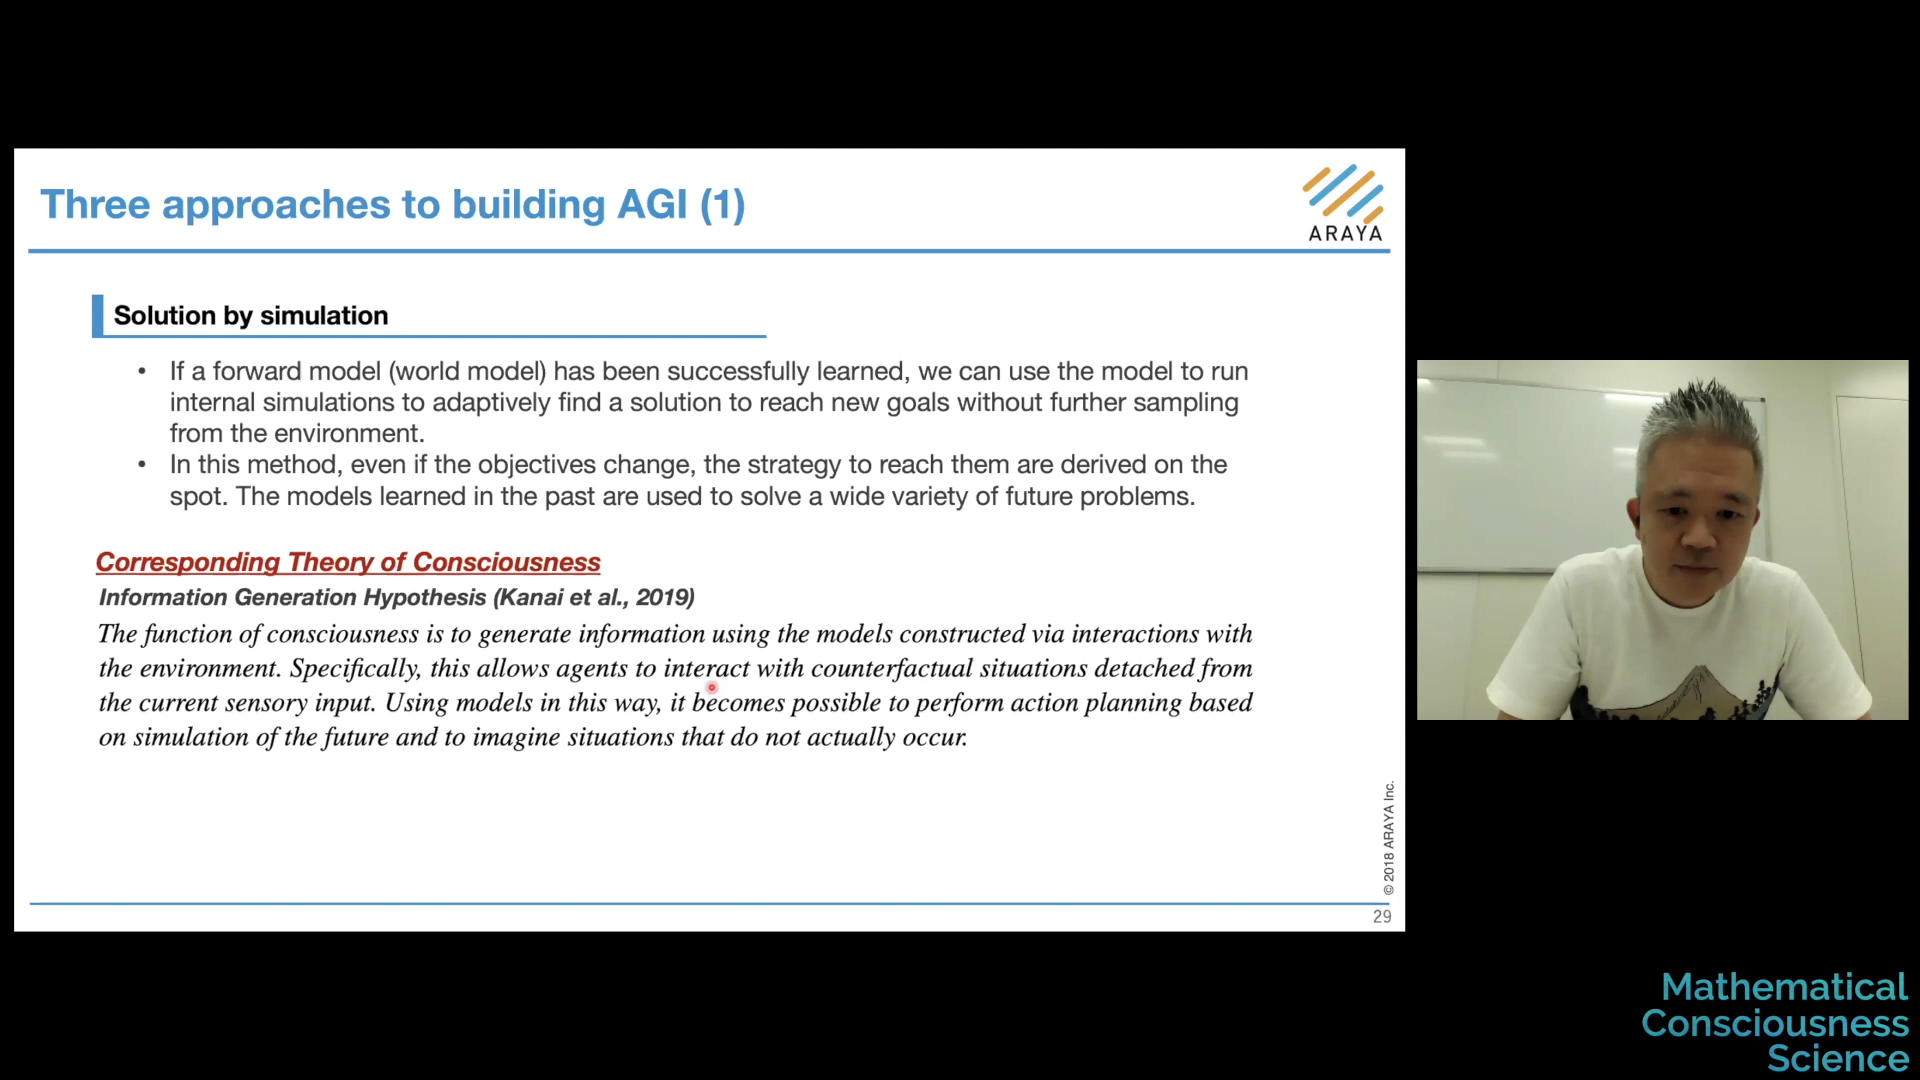 Three approaches to building AGI (1)
ARAYA
Solution by simulation
• If a forward model (world model) has been successfully learned, we can use the model to run
internal simulations to adaptively find a solution to reach new goals without further sampling
from the environment.
• In this method, even if the objectives change, the strategy to reach them are derived on the
spot. The models learned in the past are used to solve a wide variety of future problems.
Corresponding Theory of Consciousness
Information Generation Hypothesis (Kanai et al., 2019)
The function of consciousness is to generate information using the models constructed via interactions with
the environment. Specifically, this allows agents to interact with counterfactual situations detached from
the current sensory input. Using models in this way, it becomes possible to perform action planning based
on simulation of the future and to imagine situations that do not actually occur.
© 2018 ARAYA Inc.
29
Mathematical
Consciousness
Science